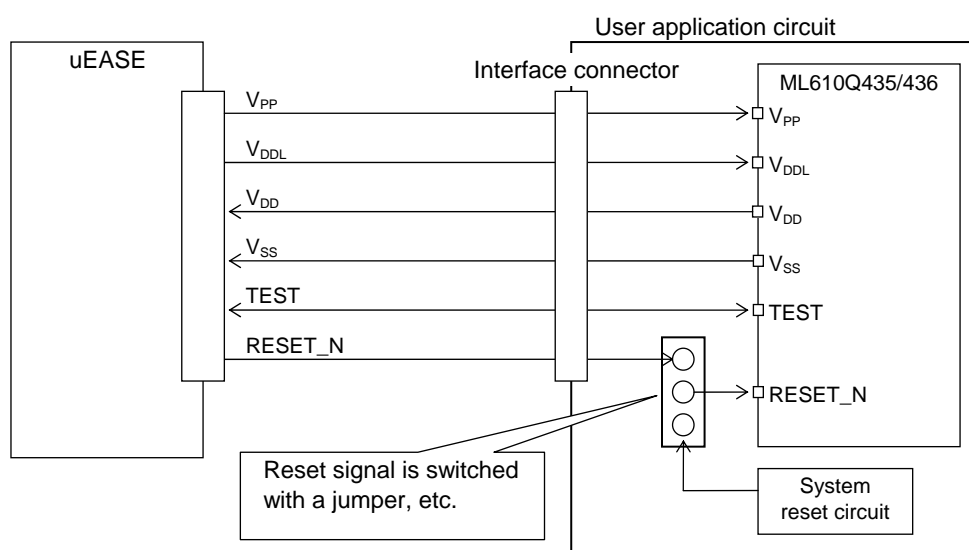 User application circuit
uEASE
Interface connector
ML610Q435/436
VPP
VPP
VDDL
VDDL
VDD
VDD
VSS
VSS
TEST
TEST
RESET_N
RESET_N
Reset signal is switched
with a jumper, etc.
System
reset circuit